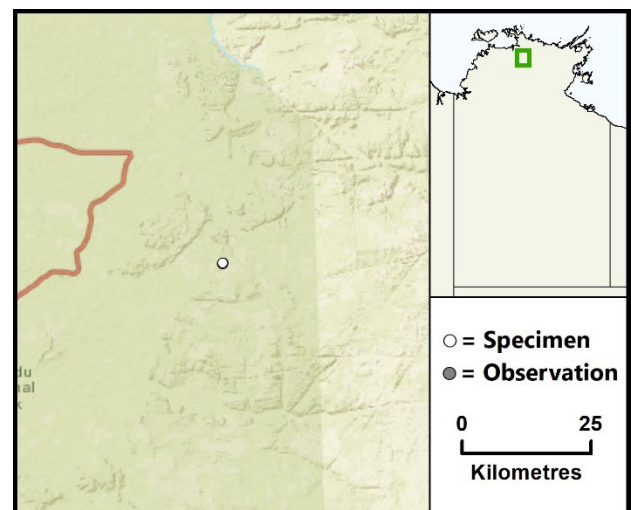 du
nal
k
○ = Specimen
● = Observation
0 25
Kilometres